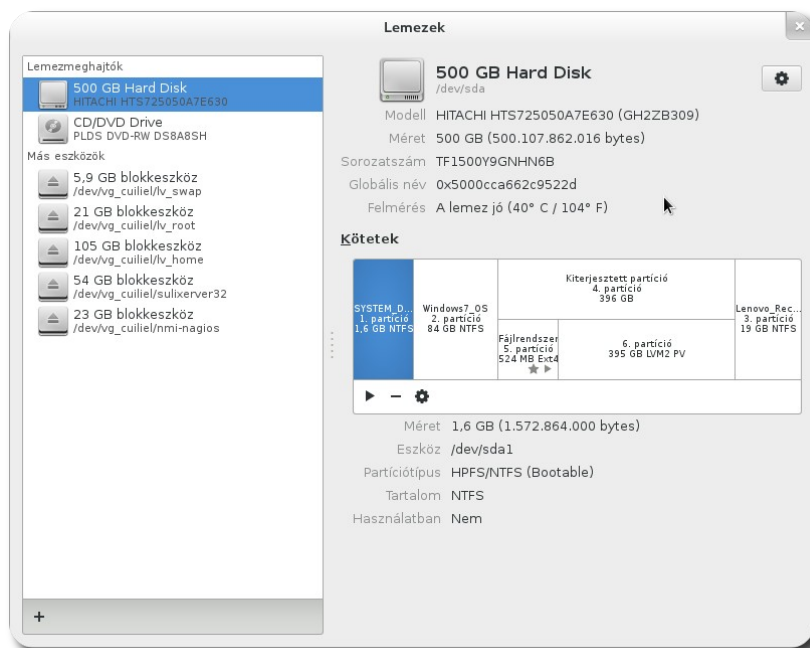 Lemezek
Lemezmeghajtók
500 GB Hard Disk
HITACHI HTS725050A7E630
CD/DVD Drive
PLDS DVD-RW DS8A8SH
Más eszközök
5,9 GB blokkeszköz
/dev/vg_cuiliel/lv_swap
21 GB blokkeszköz
/dev/vg_cuiliel/lv_root
105 GB blokkeszköz
/dev/vg_cuiliel/lv_home
54 GB blokkeszköz
/dev/vg_cuiliel/sulixerver32
23 GB blokkeszköz
/dev/vg_cuiliel/nmi-nagios
500 GB Hard Disk
/dev/sda
Modell HITACHI HTS725050A7E630 (GH2ZB309)
Méret 500 GB (500.107.862.016 bytes)
Sorozatszám TF1500Y9GNHN6B
Globális név 0x5000cca662c9522d
Felmérés A lemez jó (40° C / 104° F)
Kötetek
SYSTEM_D...
1. partíció
1,6 GB NTFS
Windows7_OS
2. partíció
84 GB NTFS
Kiterjesztett partíció
4. partíció
396 GB
Fájlrendszer
5. partíció
524 MB Ext4
6. partíció
395 GB LVM2 PV
Lenovo_Rec...
3. partíció
19 GB NTFS
Méret 1,6 GB (1.572.864.000 bytes)
Eszköz /dev/sda1
Partíciótípus HPFS/NTFS (Bootable)
Tartalom NTFS
Használatban Nem